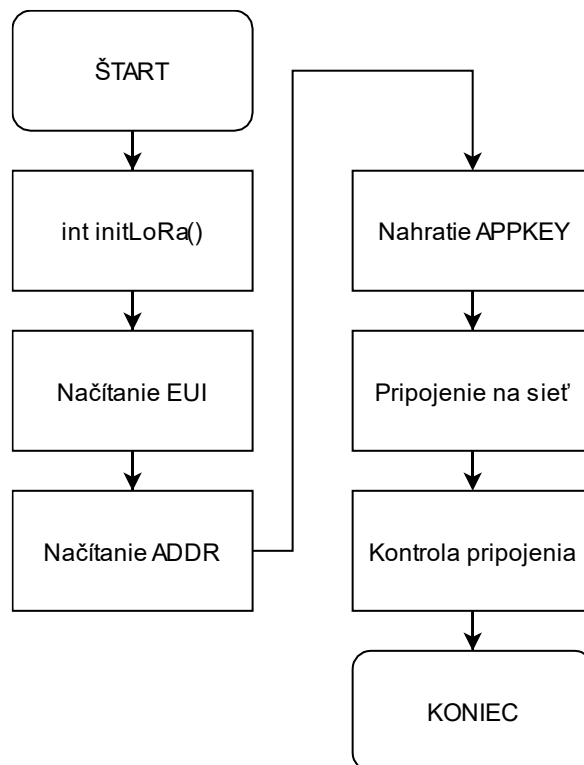 ŠTART
int initLoRa()
Načítanie EUI
Načítanie ADDR
Nahratie APPKEY
Pripojenie na sieť
Kontrola pripojenia
KONIEC